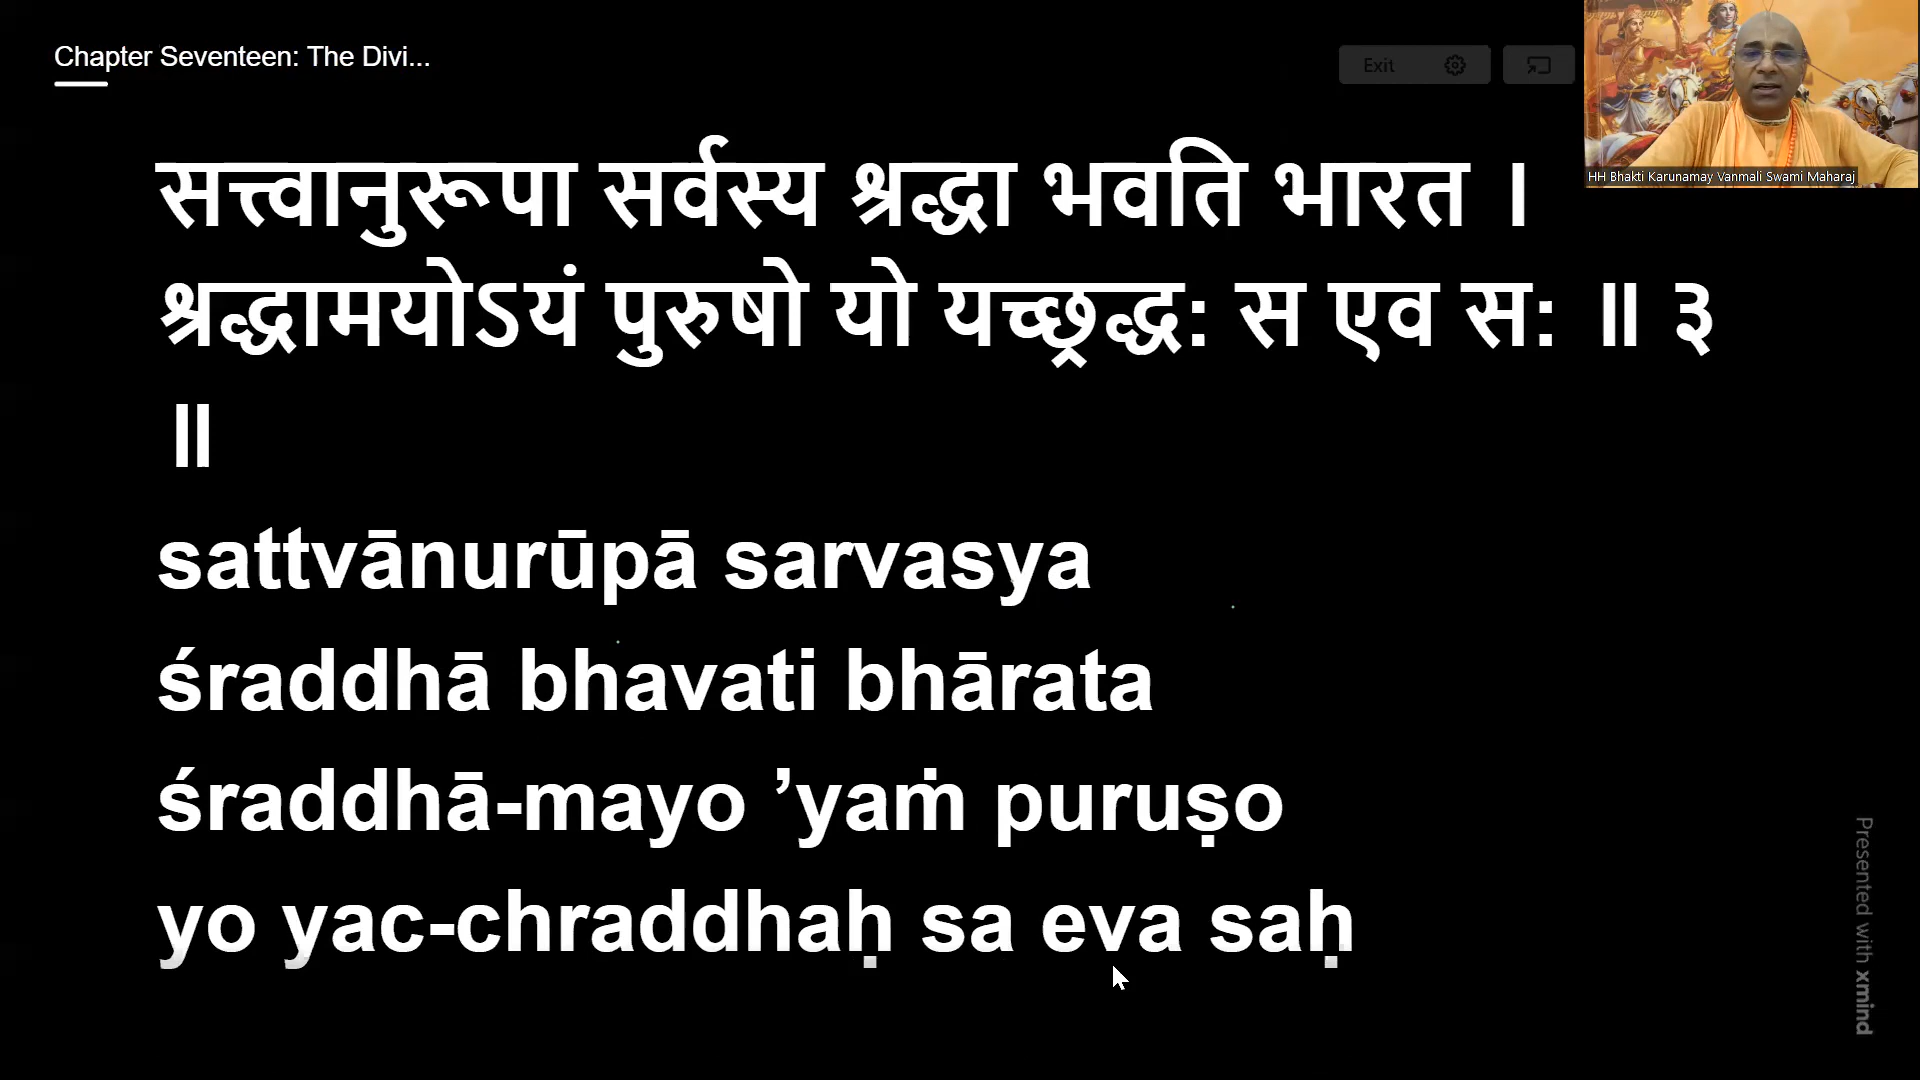 Chapter Seventeen: The Divi...
Exit
HH Bhakti Karunamay Vanmali Swami Maharaj
सत्त्वानुरूपा सर्वस्य श्रद्धा भवति भारत ।
श्रद्धामयोऽयं पुरुषो यो यच्छ्रद्धः स एव सः ॥ ३
॥
sattvānurūpā sarvasya
śraddhā bhavati bhārata
śraddhā-mayo ’yaṁ puruṣo
yo yac-chraddhaḥ sa eva saḥ
Presented with xmind